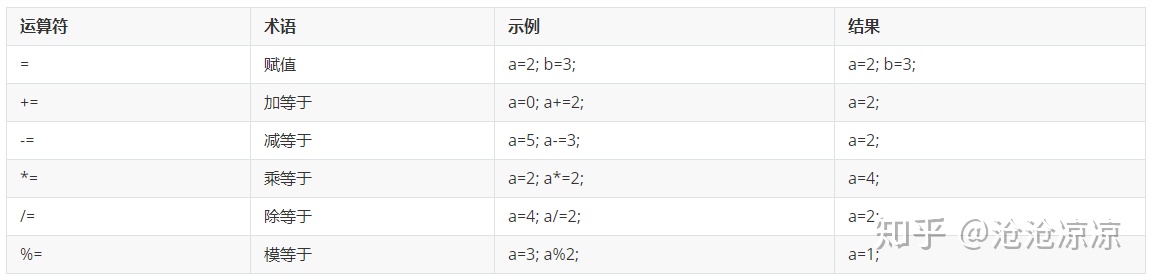 运算符 术语 示例 结果
= 赋值 a=2; b=3; a=2; b=3;
+= 加等于 a=0; a+=2; a=2;
-= 减等于 a=5; a-=3; a=2;
*= 乘等于 a=2; a*=2; a=4;
/= 除等于 a=4; a/=2; a=2;
%= 模等于 a=3; a%2; a=1;
知乎 @沧沧凉凉